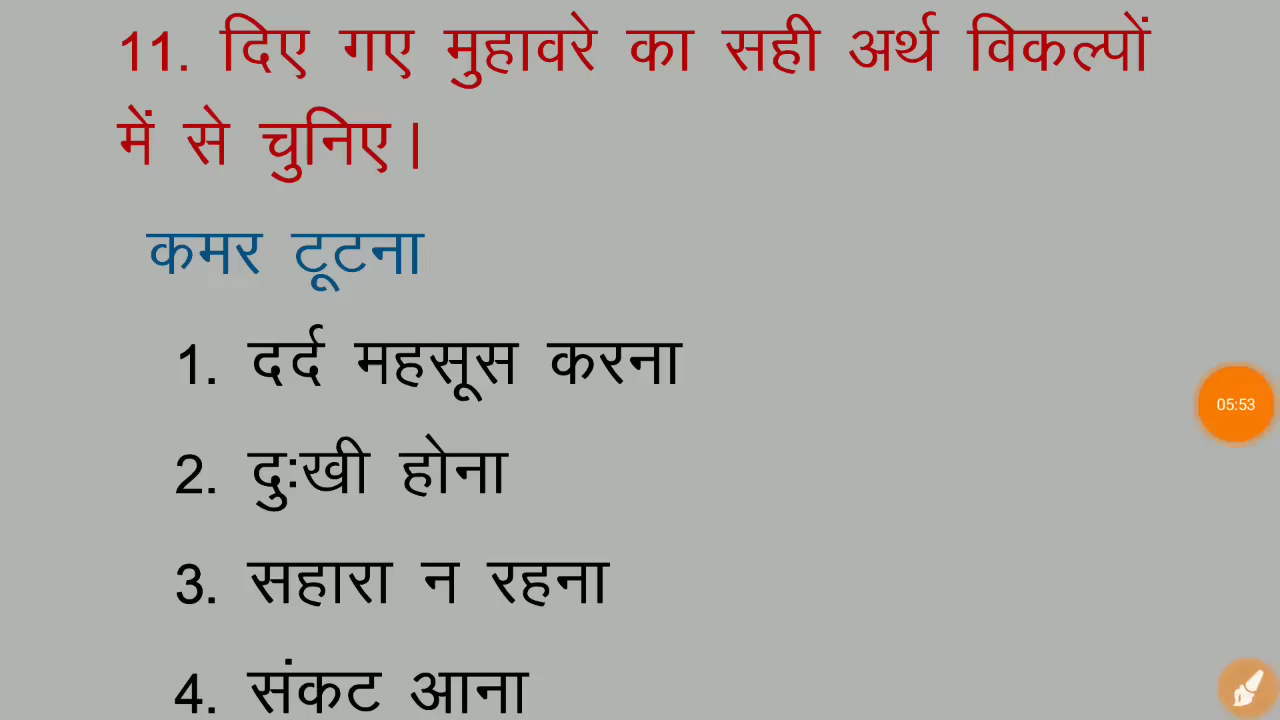 11. दिए गए मुहावरे का सही अर्थ विकल्पों
में से चुनिए।
कमर टूटना
1. दर्द महसूस करना
2. दुःखी होना
05:53
3. सहारा न रहना
4. संकट आना